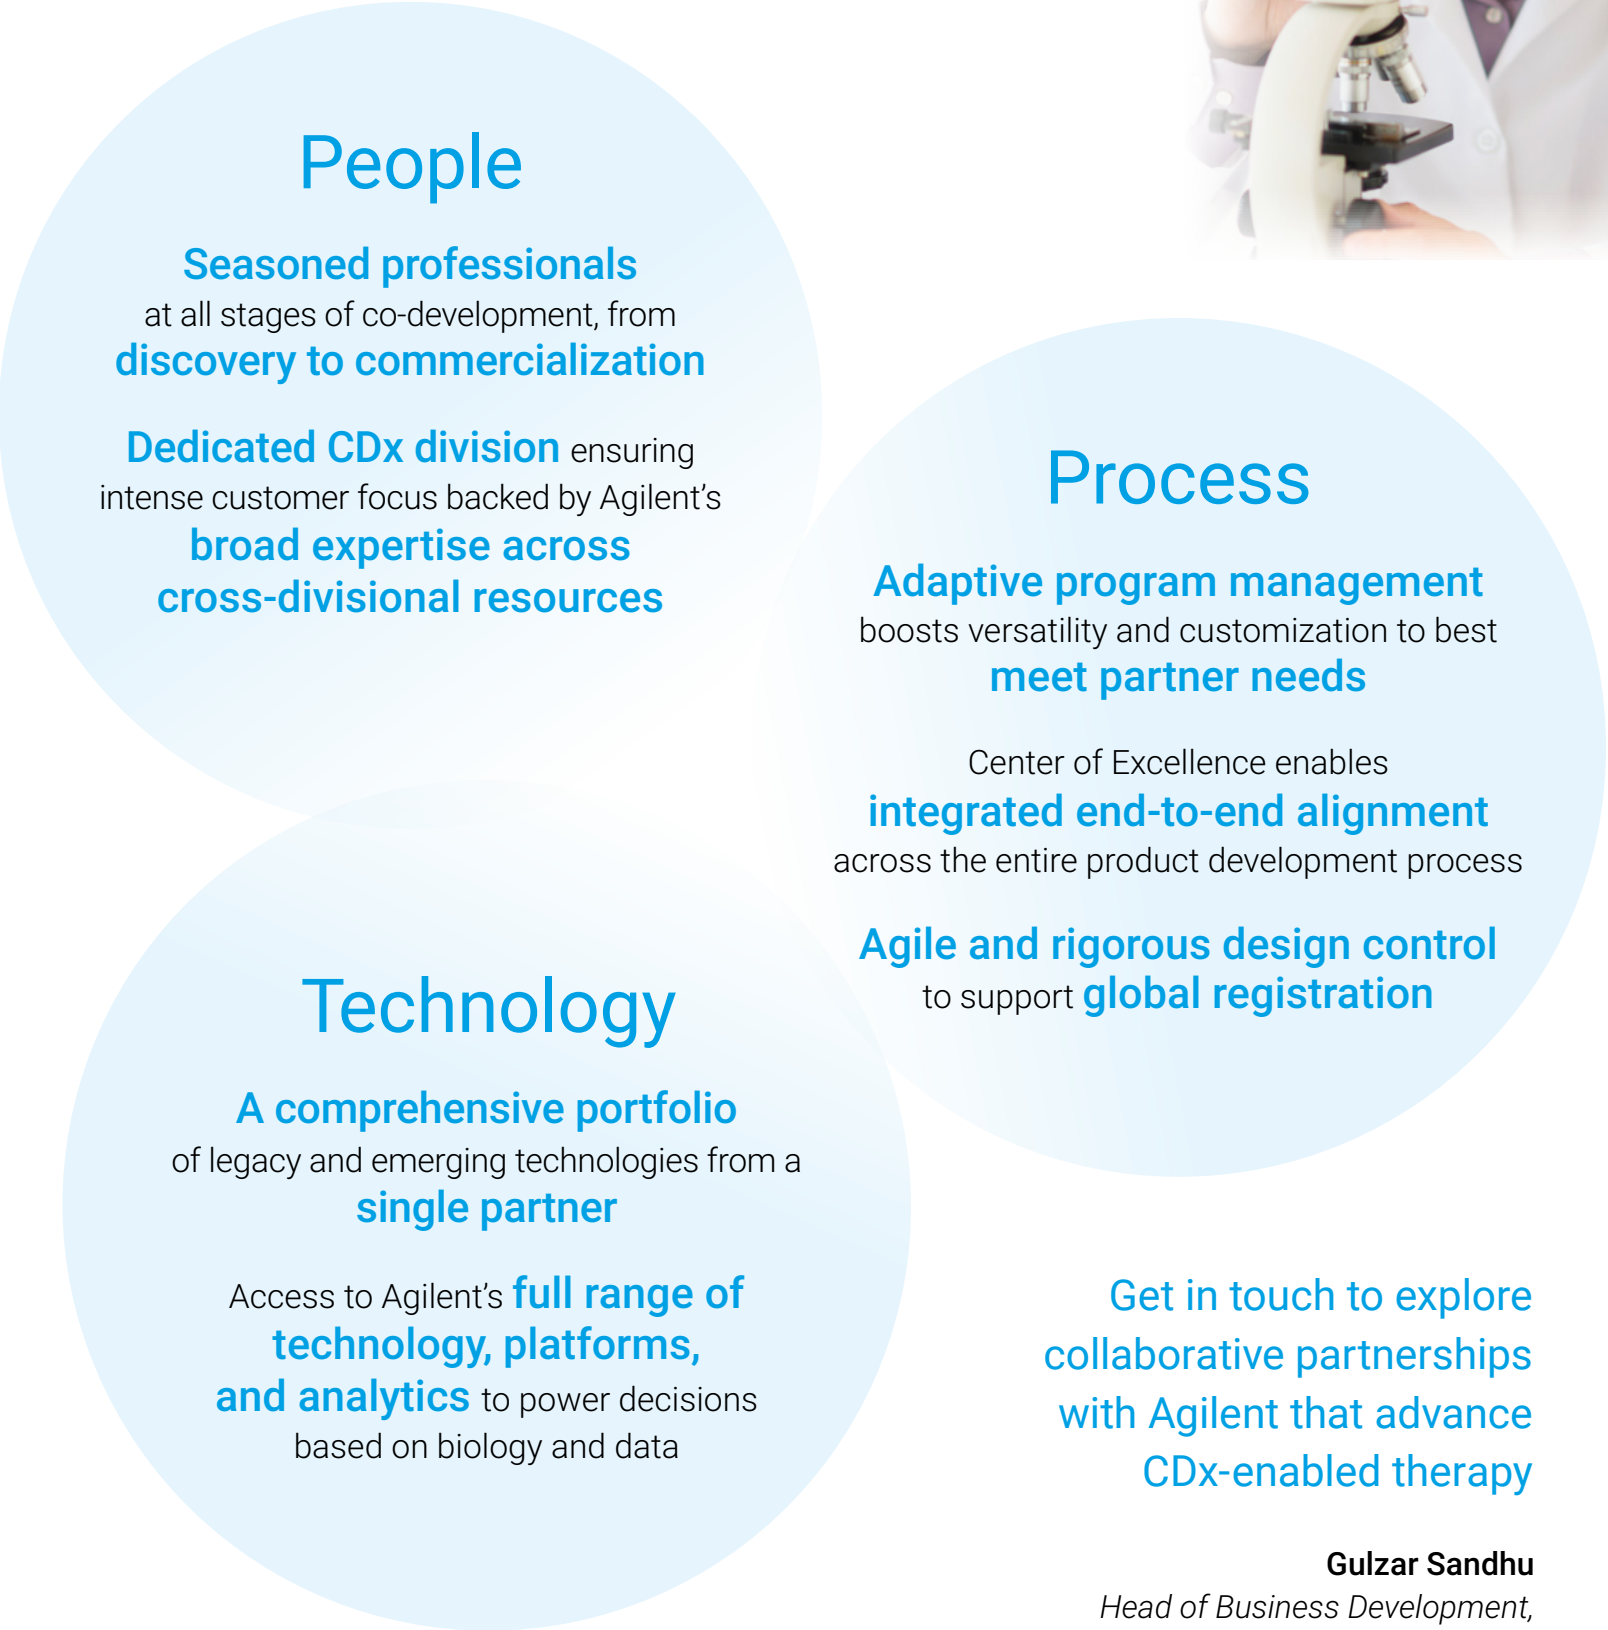 People
Seasoned professionals
at all stages of co-development, from
discovery to commercialization
Dedicated CDx division ensuring
intense customer focus backed by Agilent’s
broad expertise across
cross-divisional resources
Process
Adaptive program management
boosts versatility and customization to best
meet partner needs
Center of Excellence enables
integrated end-to-end alignment
across the entire product development process
Agile and rigorous design control
to support global registration
Technology
A comprehensive portfolio
of legacy and emerging technologies from a
single partner
Access to Agilent’s full range of
technology, platforms,
and analytics to power decisions
based on biology and data
Get in touch to explore
collaborative partnerships
with Agilent that advance
CDx-enabled therapy
Gulzar Sandhu
Head of Business Development,